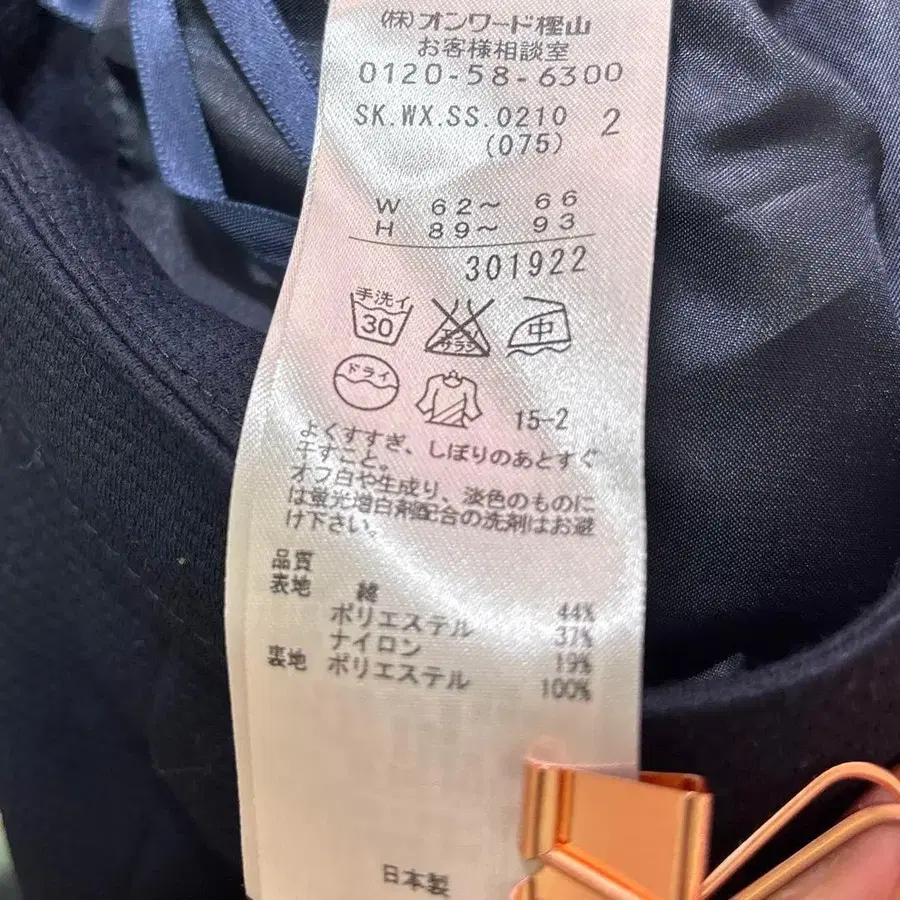 (株)オンワード樫山
お客様相談室
0120-58-6300
SK.WX.SS.0210 2
(075)
W 62〜 66
H 89〜 93
301922
手洗イ 30
エンソサラシ
中
ドライ
15-2
よくすすぎ、しぼりのあとすぐ
干すこと。
オフ白や生成り、淡色のものに
は蛍光増白剤配合の洗剤はお避
け下さい。
品質
表地 綿 44%
ポリエステル 37%
ナイロン 19%
裏地 ポリエステル 100%
日本製